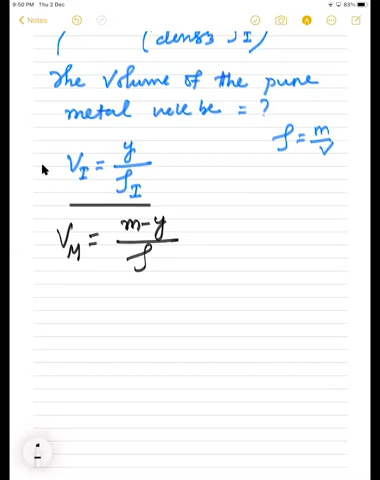 9:50 PM Thu 2 Dec
83%
Notes
The volume of the pure
metal will be = ?
ρ = m/V
V_I = y/ρ_I
V_M = m-y/ρ